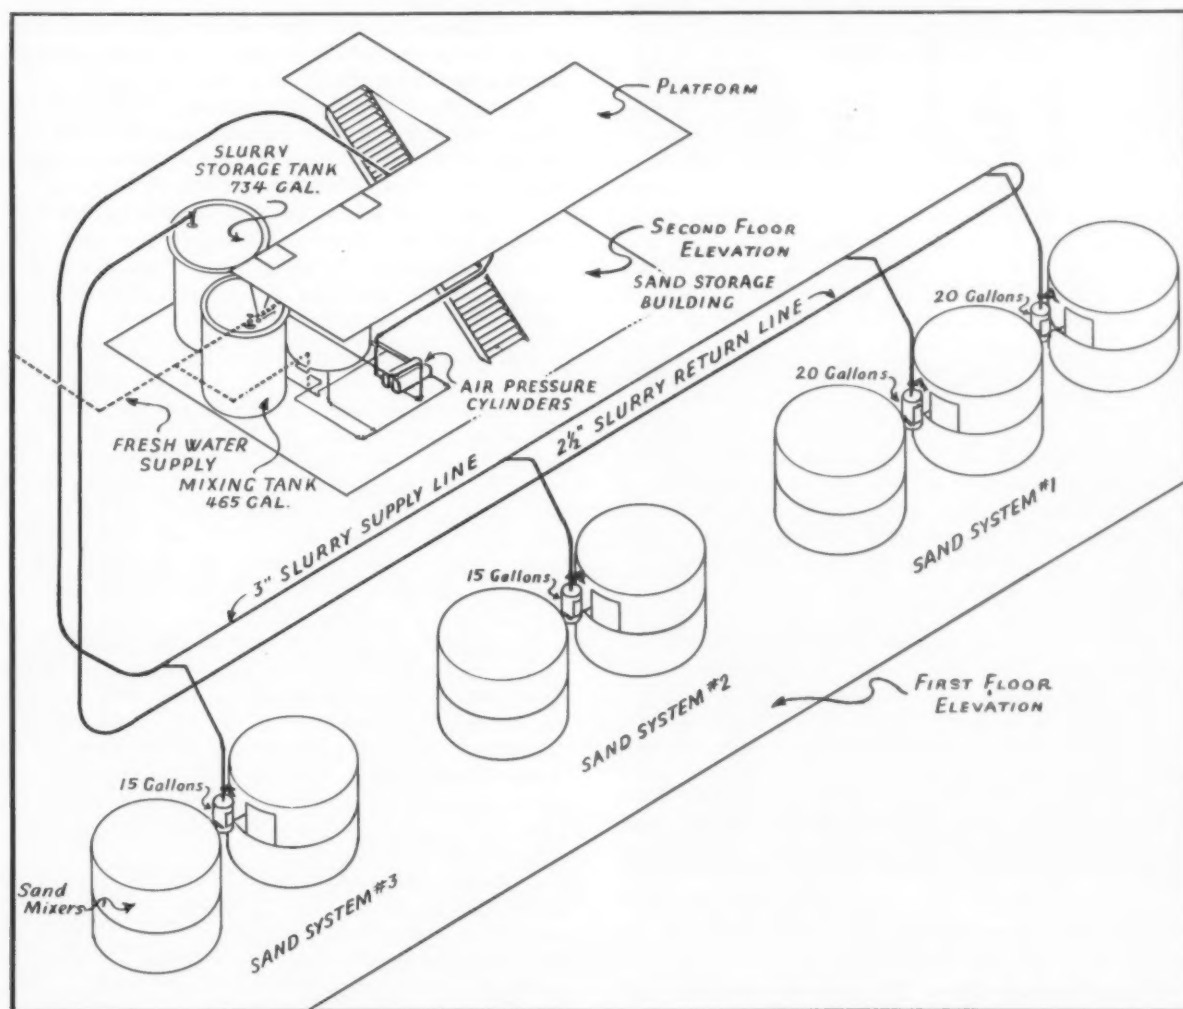 PLATFORM
SLURRY
STORAGE TANK
734 GAL.
SECOND FLOOR
ELEVATION
SAND STORAGE
BUILDING
20 Gallons
20 Gallons
AIR PRESSURE
CYLINDERS
FRESH WATER
SUPPLY
MIXING TANK
465 GAL.
3" SLURRY SUPPLY LINE
2½" SLURRY RETURN LINE
SAND SYSTEM #1
15 Gallons
SAND SYSTEM #2
FIRST FLOOR
ELEVATION
15 Gallons
Sand
Mixers
SAND SYSTEM #3